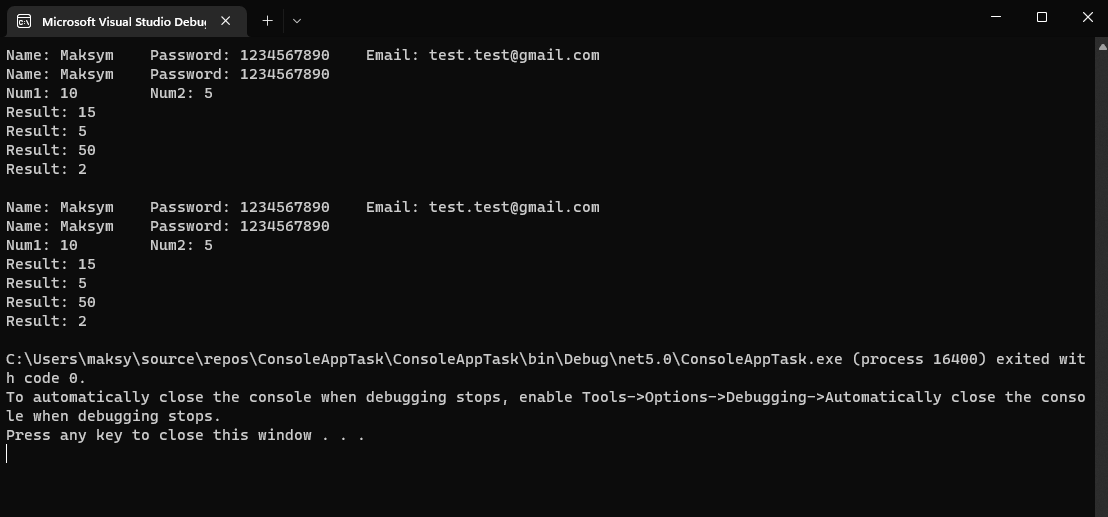 Microsoft Visual Studio Debug
Name: Maksym    Password: 1234567890    Email: test.test@gmail.com
Name: Maksym    Password: 1234567890
Num1: 10        Num2: 5
Result: 15
Result: 5
Result: 50
Result: 2
Name: Maksym    Password: 1234567890    Email: test.test@gmail.com
Name: Maksym    Password: 1234567890
Num1: 10        Num2: 5
Result: 15
Result: 5
Result: 50
Result: 2
C:\Users\maksy\source\repos\ConsoleAppTask\ConsoleAppTask\bin\Debug\net5.0\ConsoleAppTask.exe (process 16400) exited wit
h code 0.
To automatically close the console when debugging stops, enable Tools->Options->Debugging->Automatically close the conso
le when debugging stops.
Press any key to close this window . . .